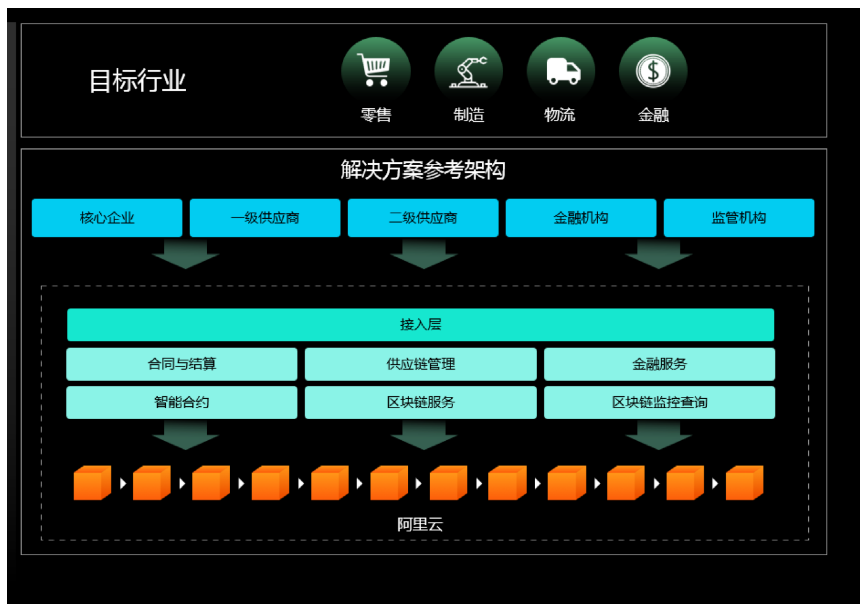 目标行业
零售 制造 物流 金融
解决方案参考架构
核心企业 一级供应商 二级供应商 金融机构 监管机构
接入层
合同与结算 供应链管理 金融服务
智能合约 区块链服务 区块链监控查询
阿里云